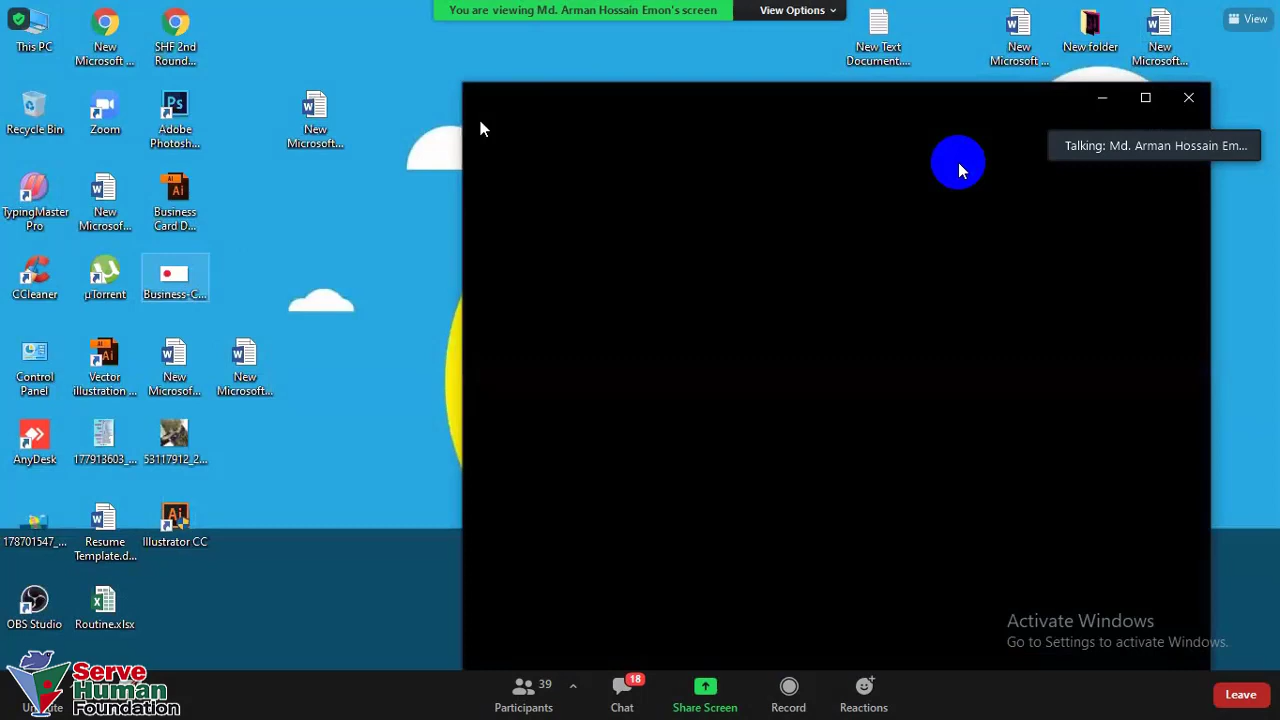 You are viewing Md. Arman Hossain Emon's screen
View Options
View
This PC
New
Microsoft ...
SHF 2nd
Round...
New Text
Document....
New
Microsoft ...
New folder
New
Microsoft...
Recycle Bin
Zoom
Adobe
Photosh...
New
Microsoft...
Talking: Md. Arman Hossain Em...
TypingMaster
Pro
New
Microsof...
Business
Card D...
CCleaner
µTorrent
Business-C...
Control
Panel
Vector
illustration ...
New
Microsof...
New
Microsoft...
AnyDesk
177913603_...
53117912_2...
178701547_...
Resume
Template.d...
Illustrator CC
OBS Studio
Routine.xlsx
Activate Windows
Go to Settings to activate Windows.
Serve
Human
Foundation
39
Participants
18
Chat
Share Screen
Record
Reactions
Leave